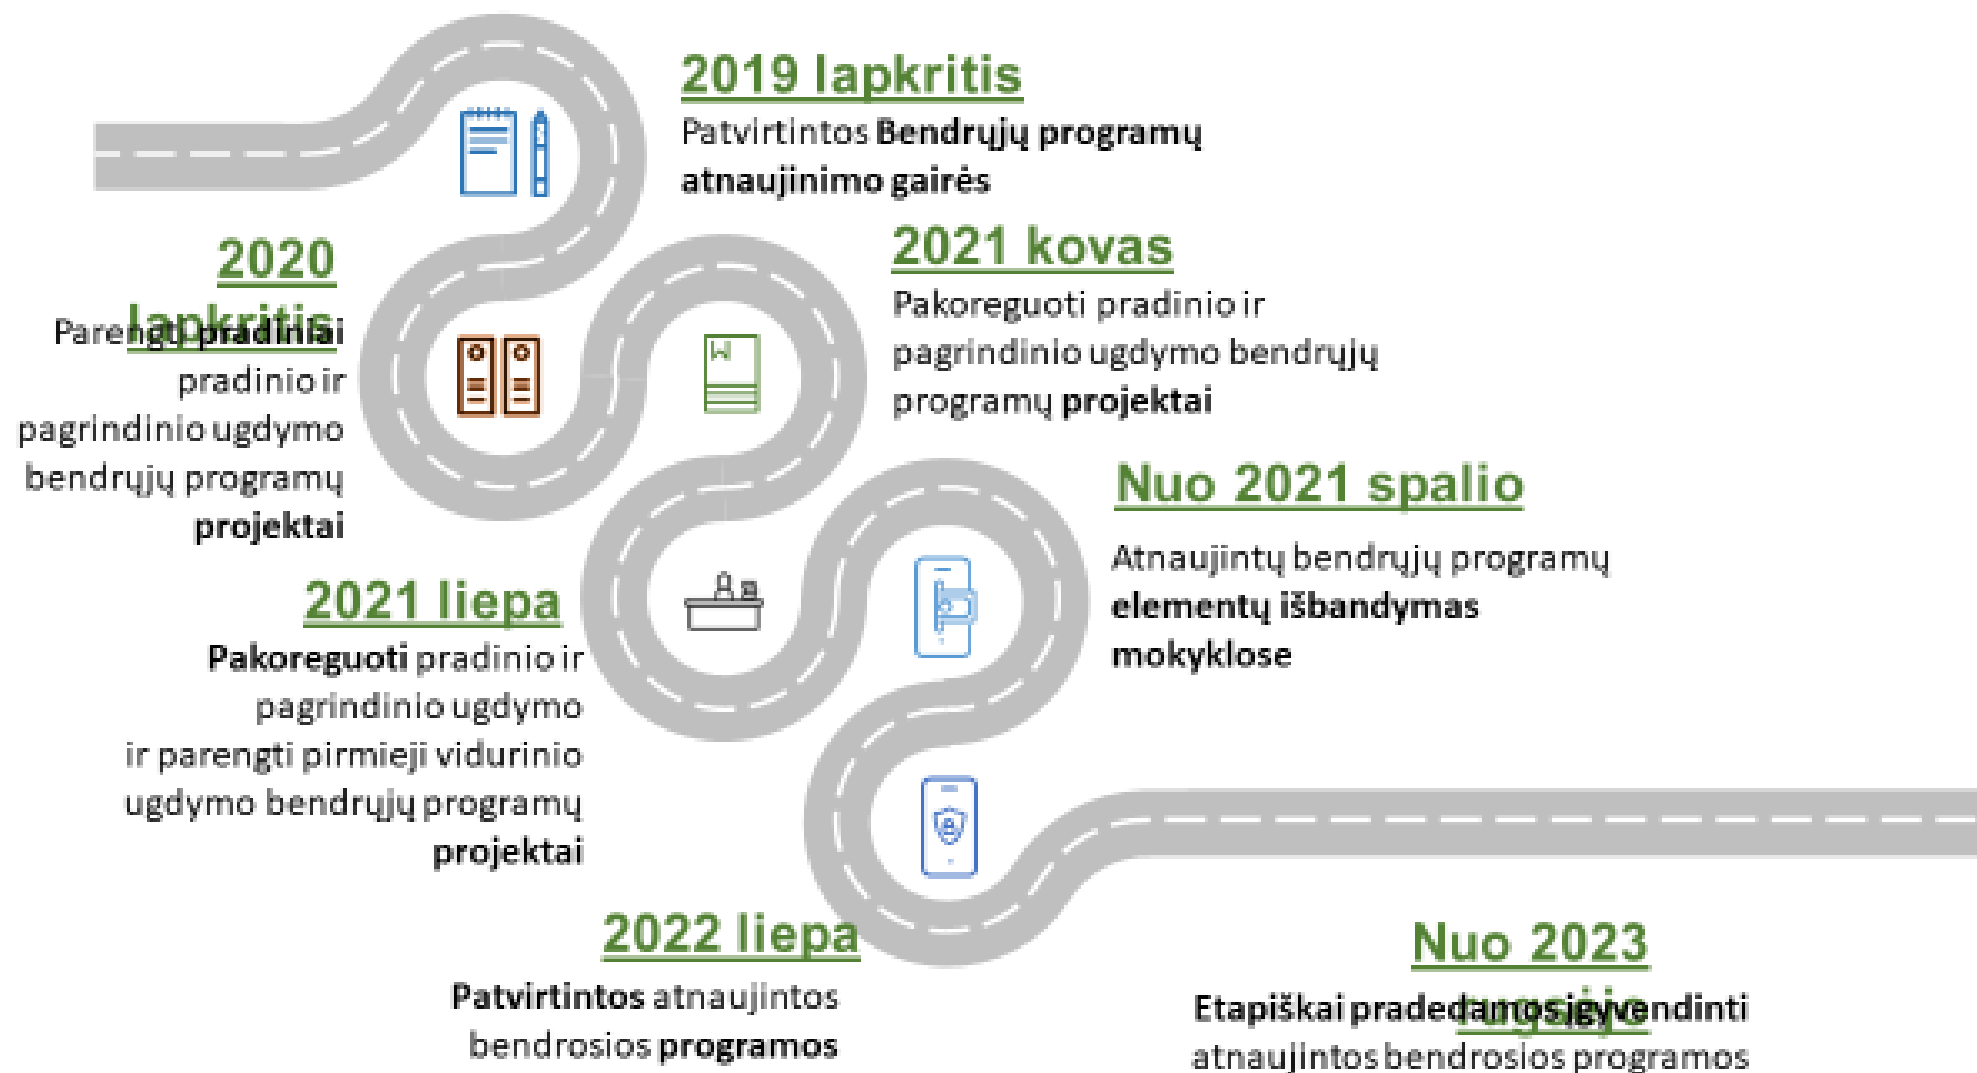 2019 lapkritis
Patvirtintos Bendrųjų programų
atnaujinimo gairės
2020
lapkritis
Parengti pradiniai
pradinio ir
pagrindinio ugdymo
bendrųjų programų
projektai
2021 kovas
Pakoreguoti pradinio ir
pagrindinio ugdymo bendrųjų
programų projektai
2021 liepa
Pakoreguoti pradinio ir
pagrindinio ugdymo
ir parengti pirmieji vidurinio
ugdymo bendrųjų programų
projektai
Nuo 2021 spalio
Atnaujintų bendrųjų programų
elementų išbandymas
mokyklose
2022 liepa
Patvirtintos atnaujintos
bendrosios programos
Nuo 2023
rugsėjo
Etapiškai pradedamos įgyvendinti
atnaujintos bendrosios programos